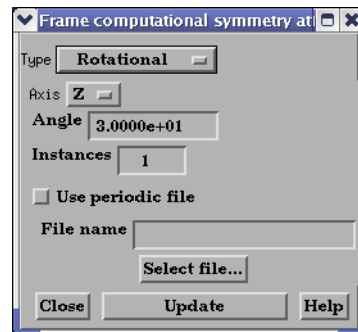 Frame computational symmetry at
Type Rotational
Axis Z
Angle 3.0000e+01
Instances 1
Use periodic file
File name
Select file...
Close Update Help